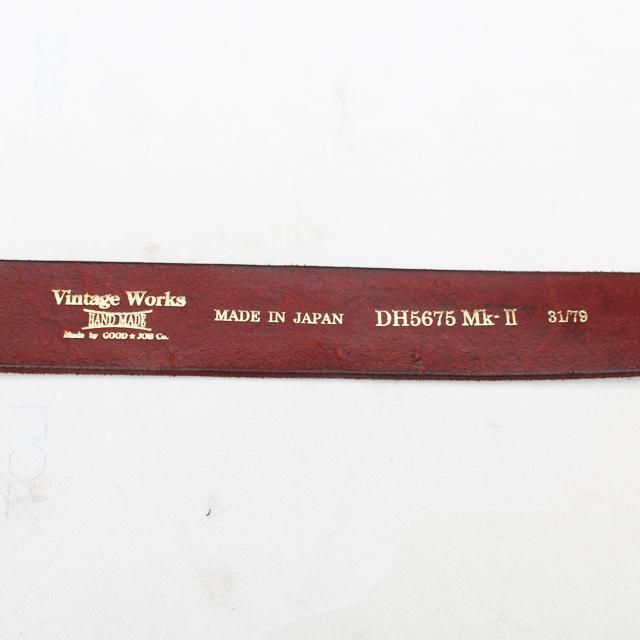 Vintage Works
HAND MADE
Made by GOOD★JOB Co.
MADE IN JAPAN
DH5675 Mk-II
31/79